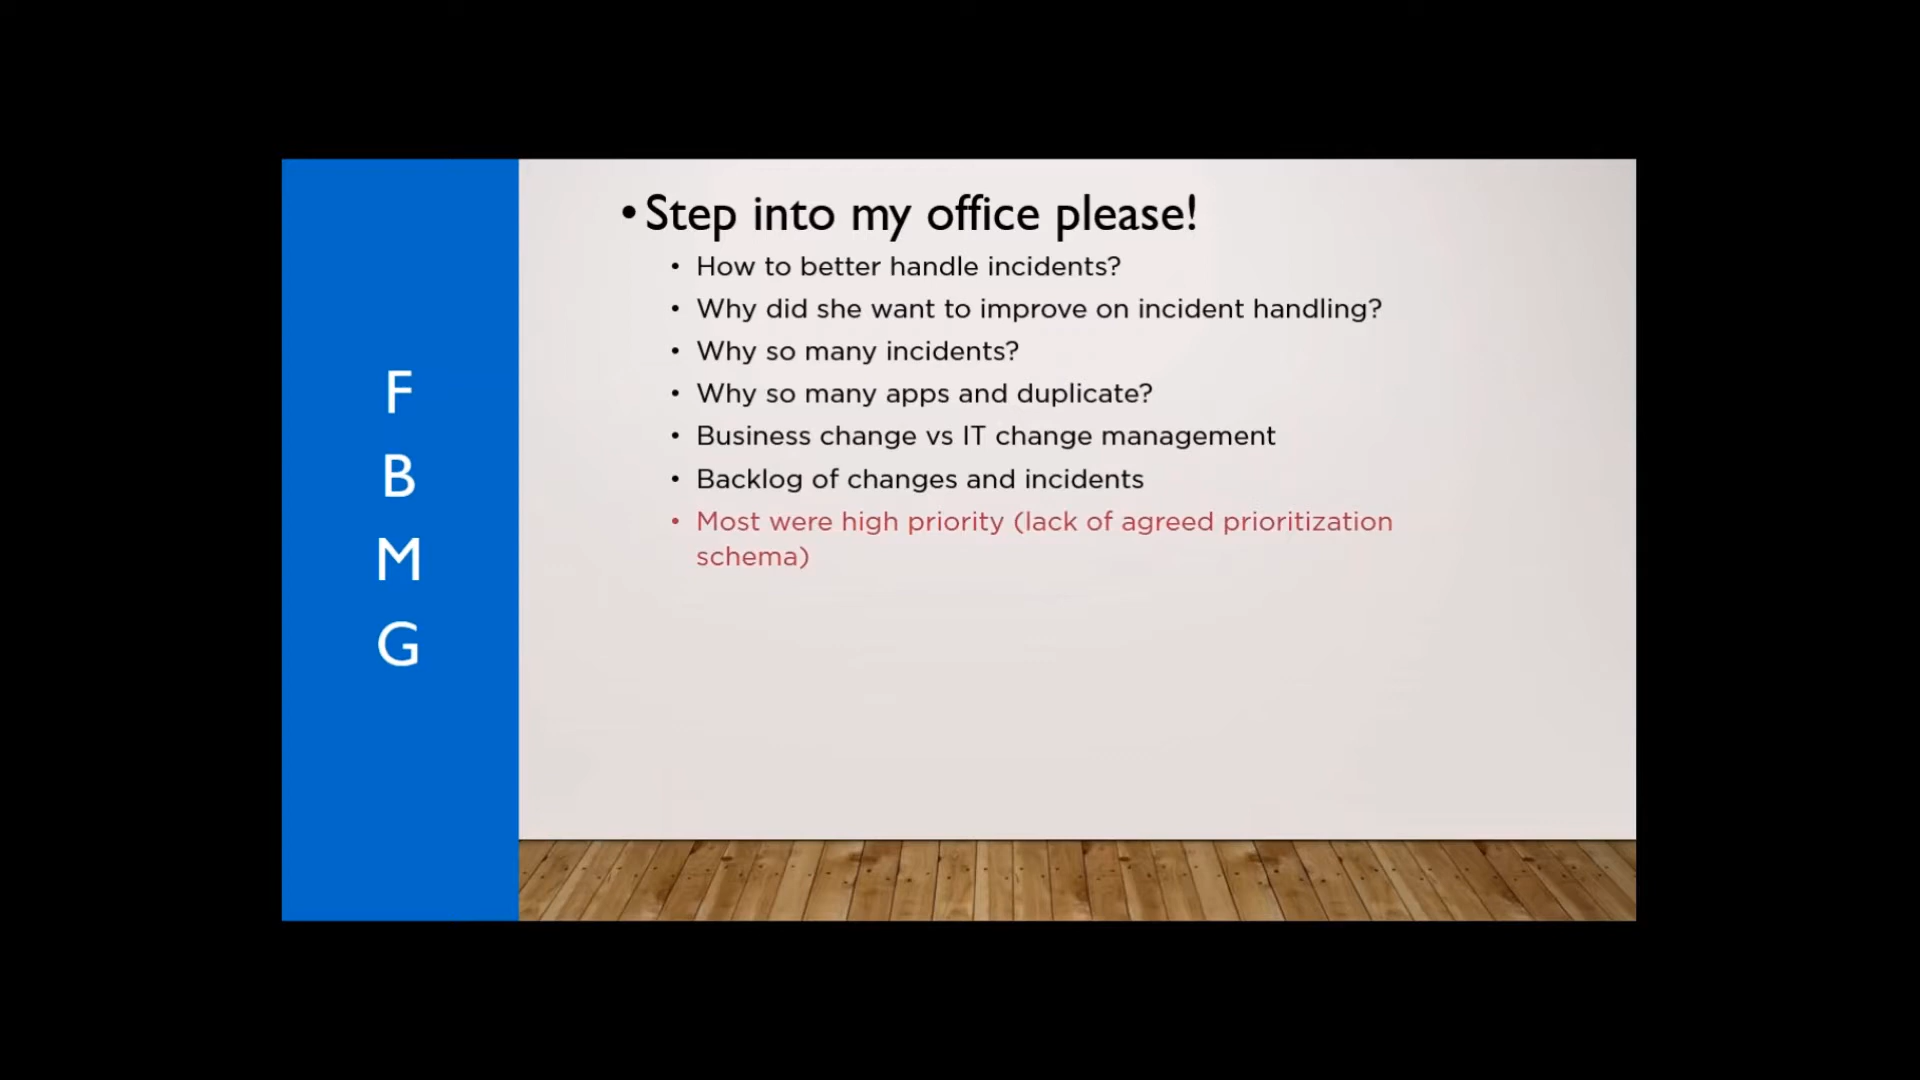 F
B
M
G
• Step into my office please!
• How to better handle incidents?
• Why did she want to improve on incident handling?
• Why so many incidents?
• Why so many apps and duplicate?
• Business change vs IT change management
• Backlog of changes and incidents
• Most were high priority (lack of agreed prioritization
schema)